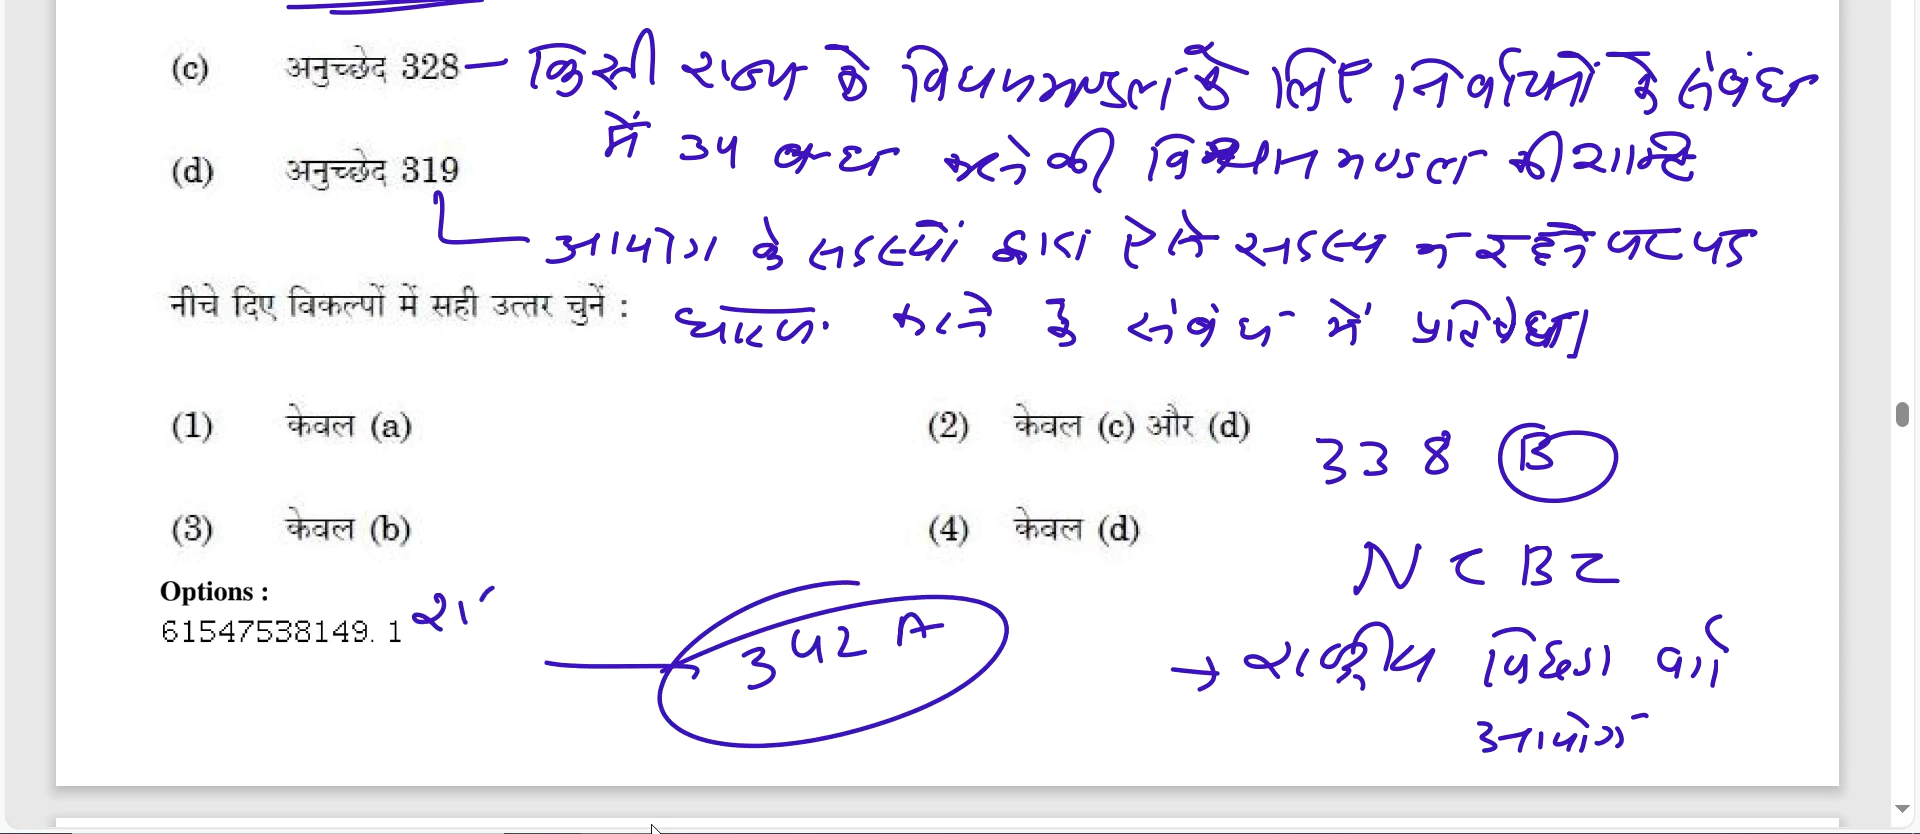 (c) अनुच्छेद 328 – किसी राज्य के विधानमण्डल के लिए निर्वाचनों के संबंध
में उपबंध करने की विधानमण्डल की शक्ति
(d) अनुच्छेद 319
आयोग के सदस्यों द्वारा ऐसे सदस्य न रहने पर पद
नीचे दिए विकल्पों में सही उत्तर चुनें :
धारण करने के संबंध में प्रतिषेध।
(1) केवल (a)
(2) केवल (c) और (d)
338 B
(3) केवल (b)
(4) केवल (d)
NCBC
Options :
61547538149. 1
342 A
→ राष्ट्रीय पिछड़ा वर्ग
आयोग